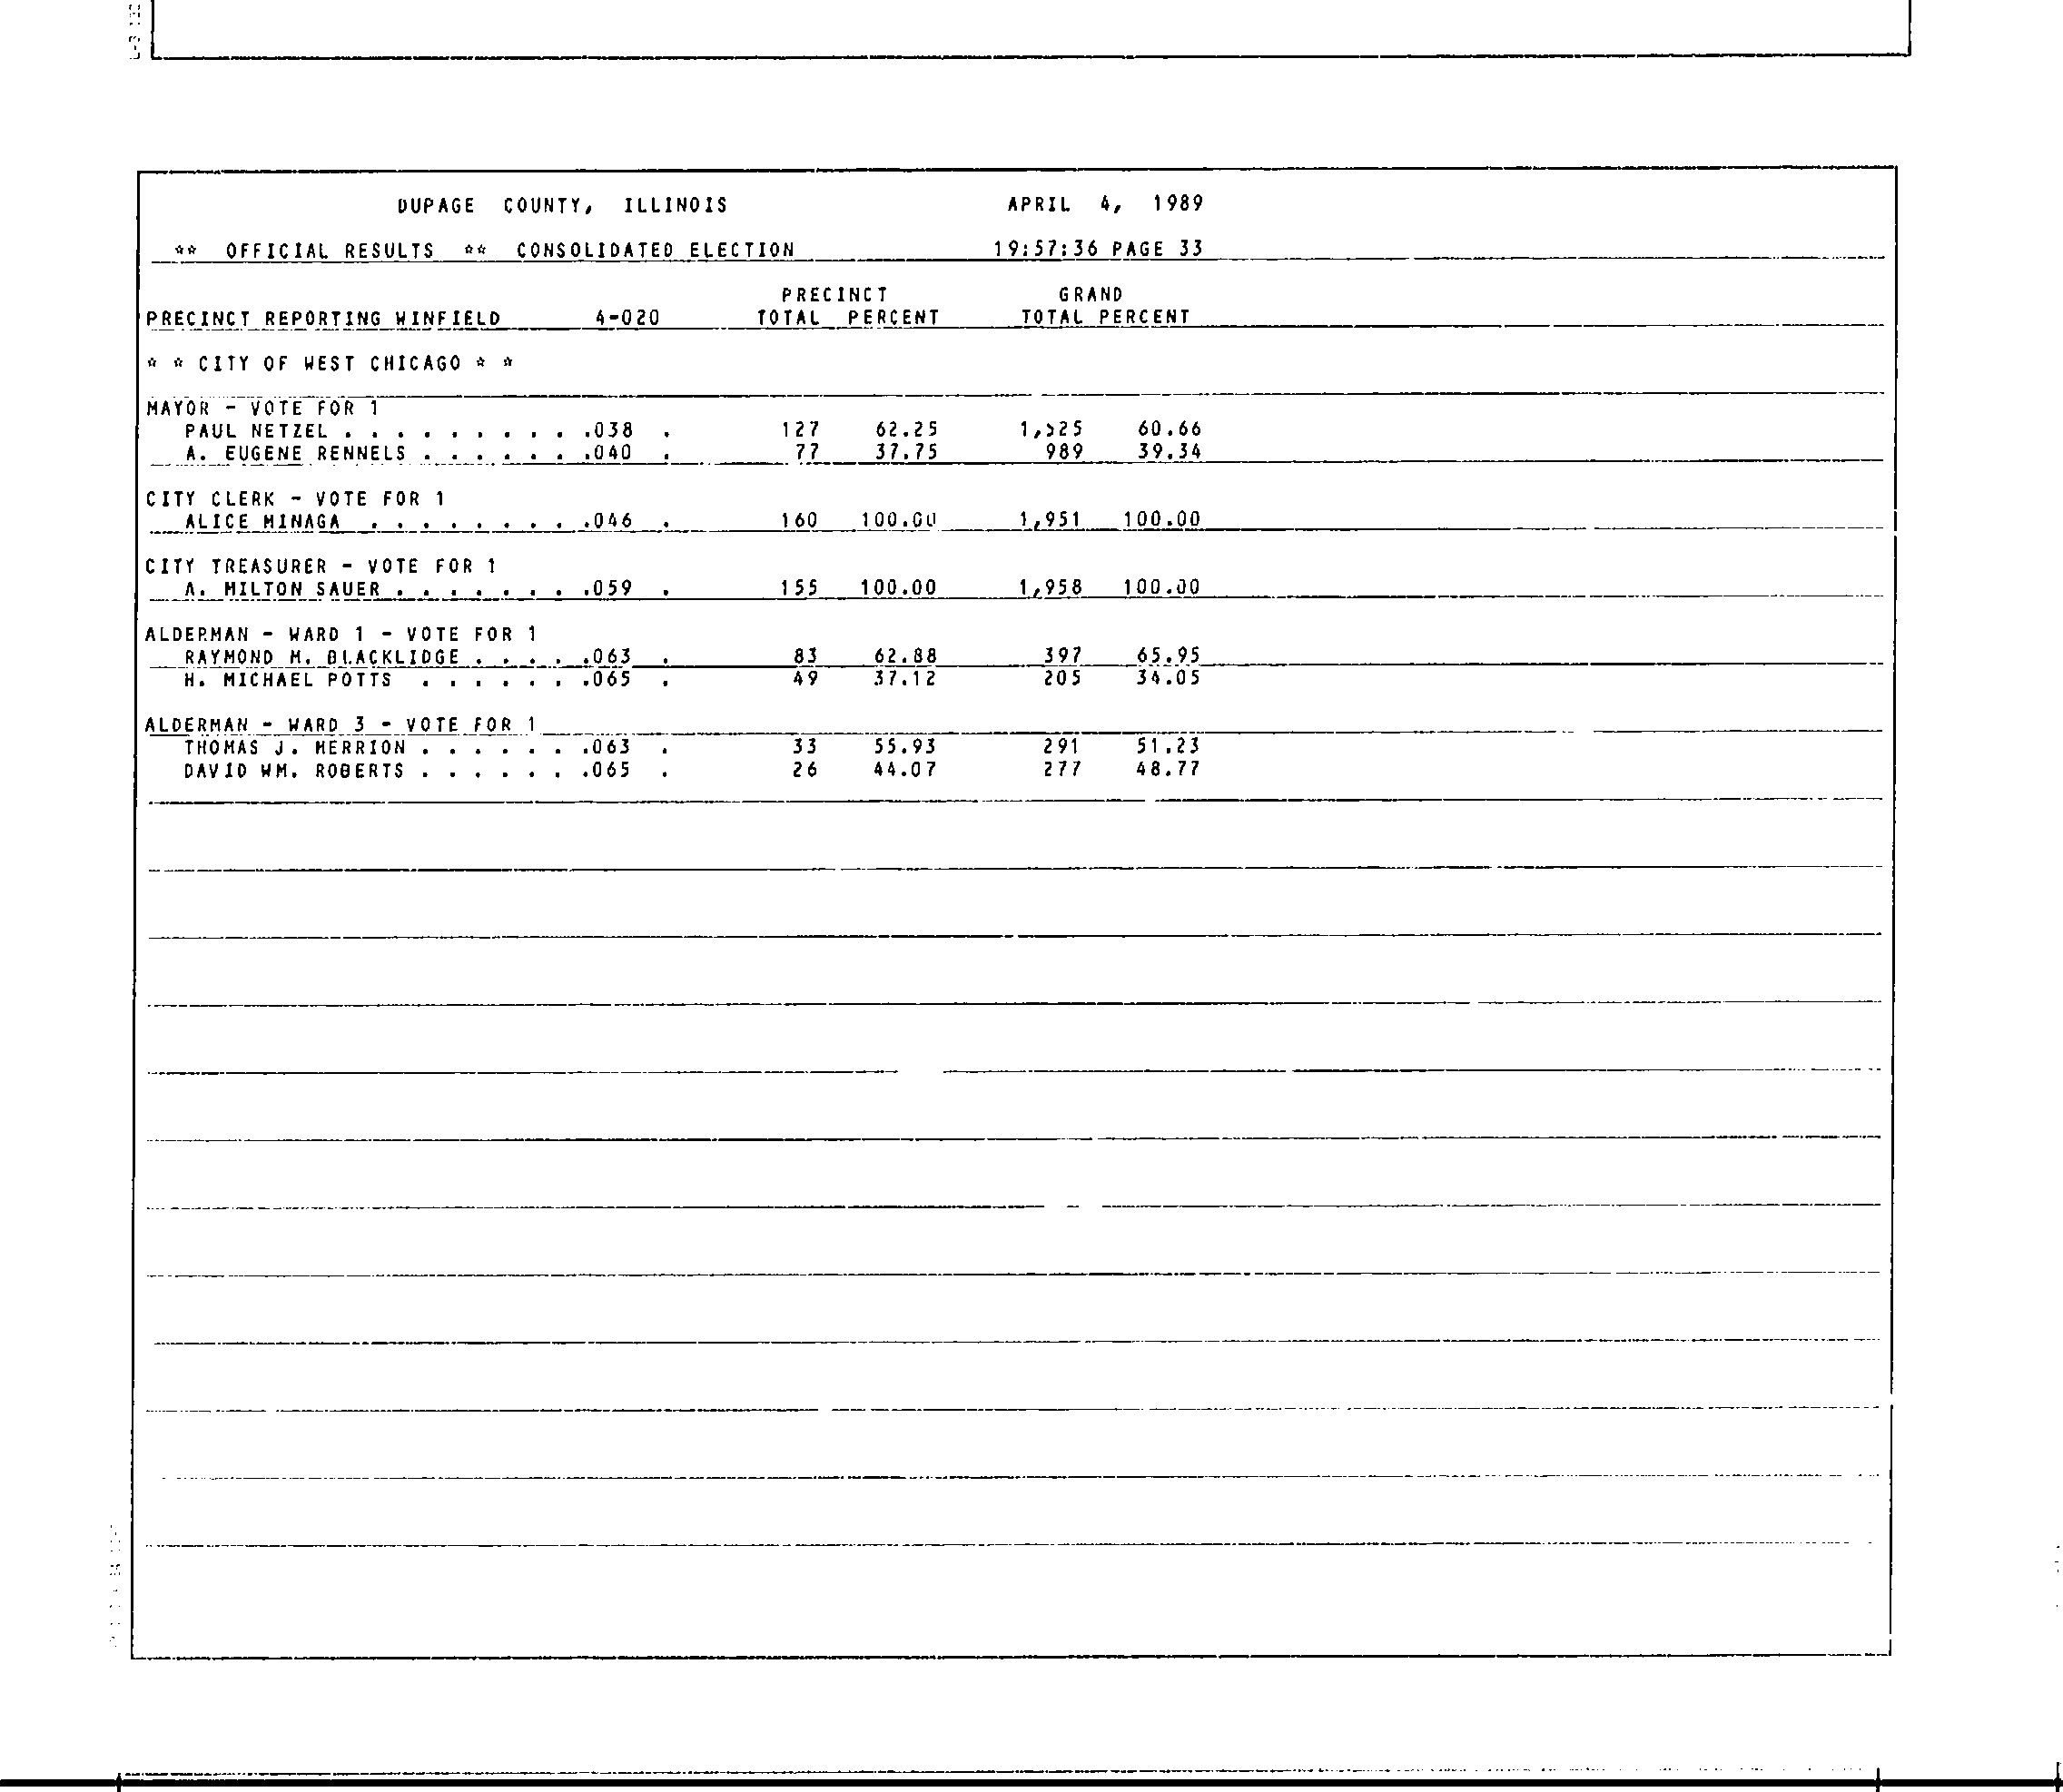 DUPAGE COUNTY, ILLINOIS APRIL 4, 1989
** OFFICIAL RESULTS ** CONSOLIDATED ELECTION 19:57:36 PAGE 33
PRECINCT GRAND
PRECINCT REPORTING WINFIELD 4-020 TOTAL PERCENT TOTAL PERCENT
* * CITY OF WEST CHICAGO * *
MAYOR - VOTE FOR 1
PAUL NETZEL . . . . . . . . . .038 . 127 62.25 1,525 60.66
A. EUGENE RENNELS . . . . . . .040 . 77 37.75 989 39.34
CITY CLERK - VOTE FOR 1
ALICE MINAGA . . . . . . . . .046 . 160 100.00 1,951 100.00
CITY TREASURER - VOTE FOR 1
A. MILTON SAUER . . . . . . . .059 . 155 100.00 1,958 100.00
ALDERMAN - WARD 1 - VOTE FOR 1
RAYMOND M. BLACKLIDGE . . . . .063 . 83 62.88 397 65.95
H. MICHAEL POTTS . . . . . . .065 . 49 37.12 205 34.05
ALDERMAN - WARD 3 - VOTE FOR 1
THOMAS J. HERRION . . . . . . .063 . 33 55.93 291 51.23
DAVID WM. ROBERTS . . . . . . .065 . 26 44.07 277 48.77